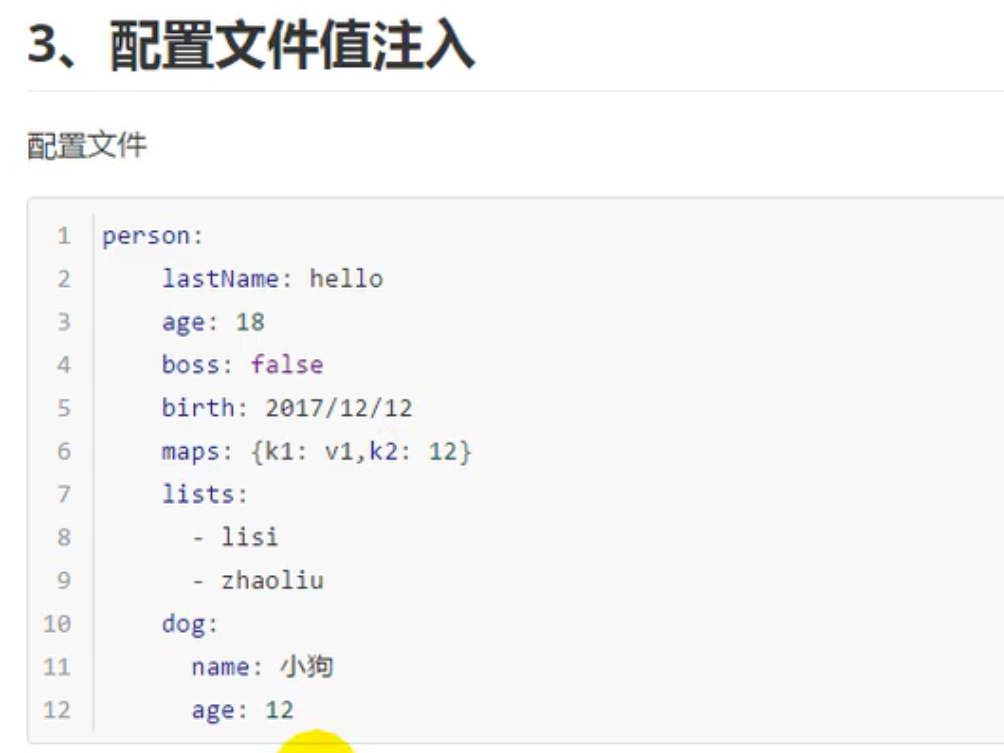 3、配置文件值注入
配置文件
1 person:
2     lastName: hello
3     age: 18
4     boss: false
5     birth: 2017/12/12
6     maps: {k1: v1,k2: 12}
7     lists:
8       - lisi
9       - zhaoliu
10     dog:
11       name: 小狗
12       age: 12